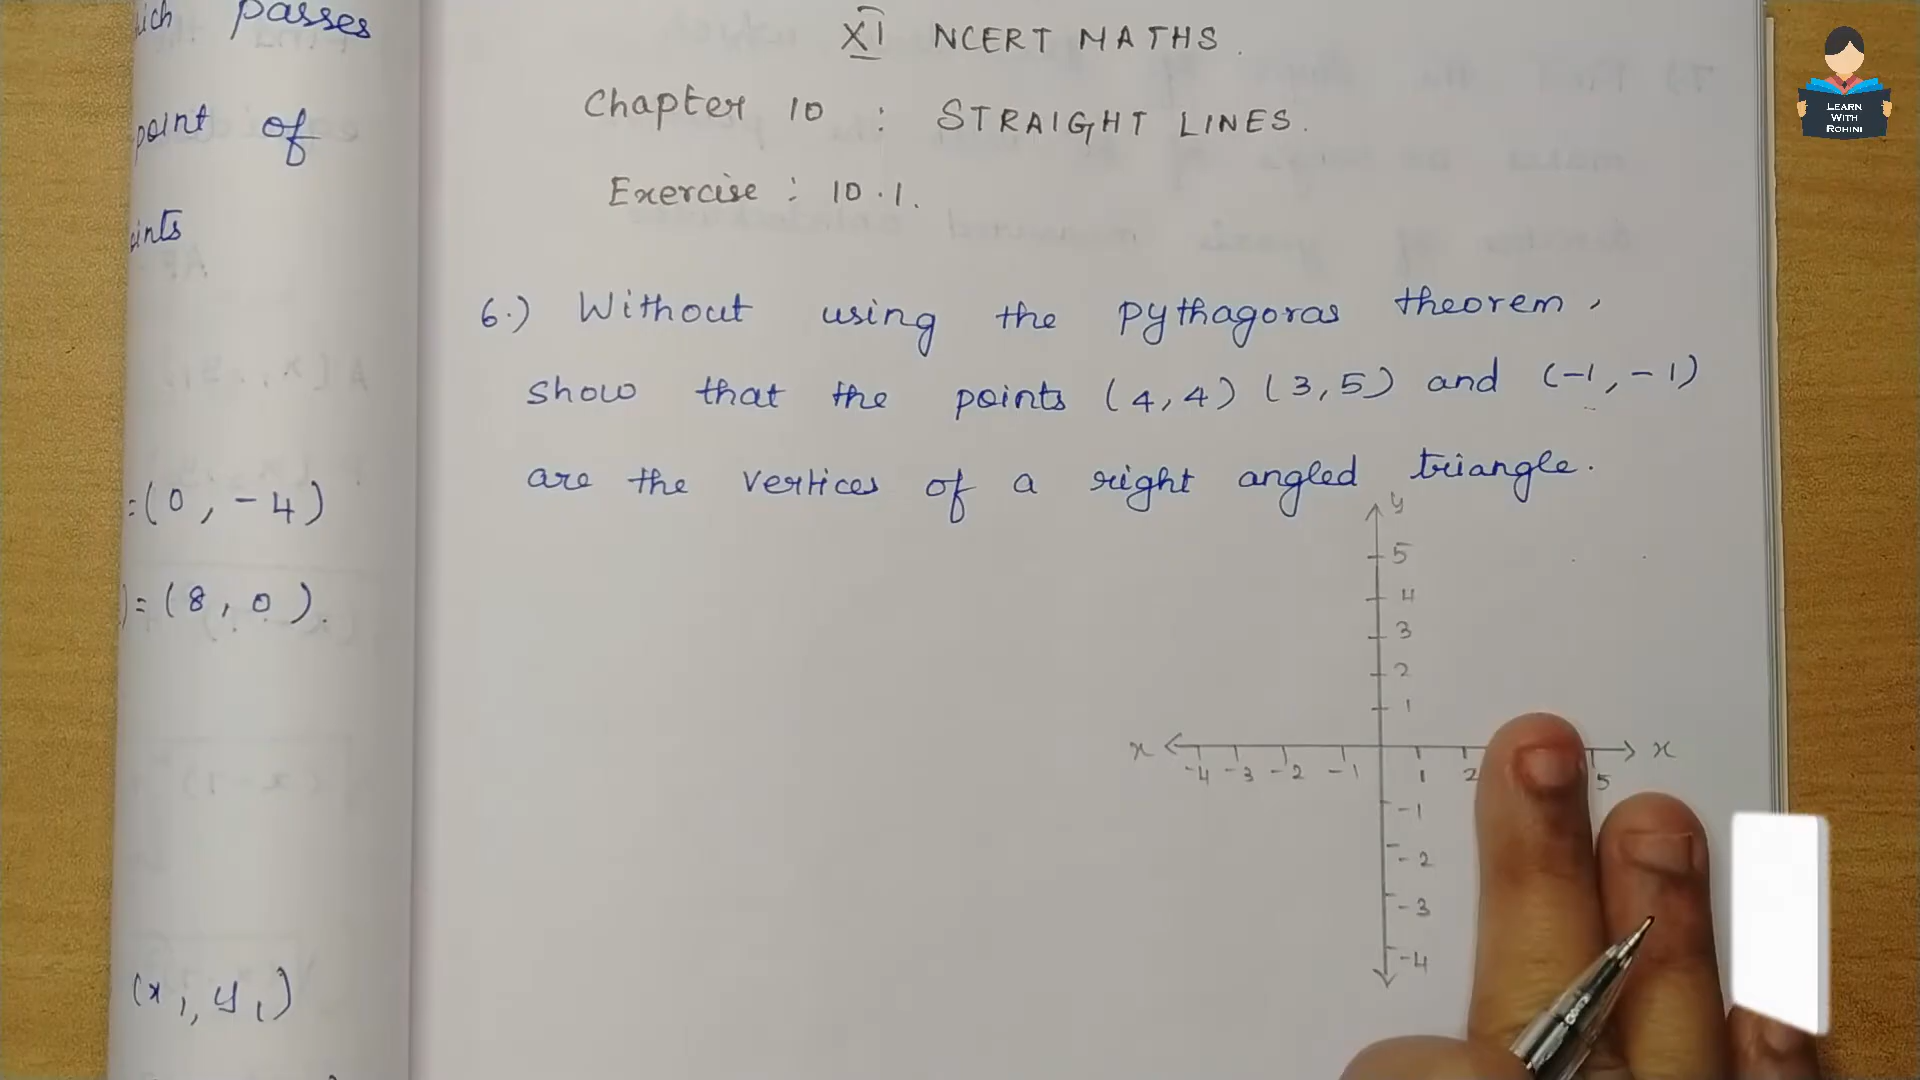 passes
point of
=(0, -4)
)=(8, 0).
(x1, y1)
XI NCERT MATHS.
Chapter 10 : STRAIGHT LINES.
Exercise : 10.1.
6.) Without using the pythagoras theorem,
show that the points (4,4) (3,5) and (-1,-1)
are the vertices of a right angled triangle.
y
5
4
3
2
1
x -4 -3 -2 -1 1 2 5 x
-1
-2
-3
-4
LEARN
WITH
ROHINI